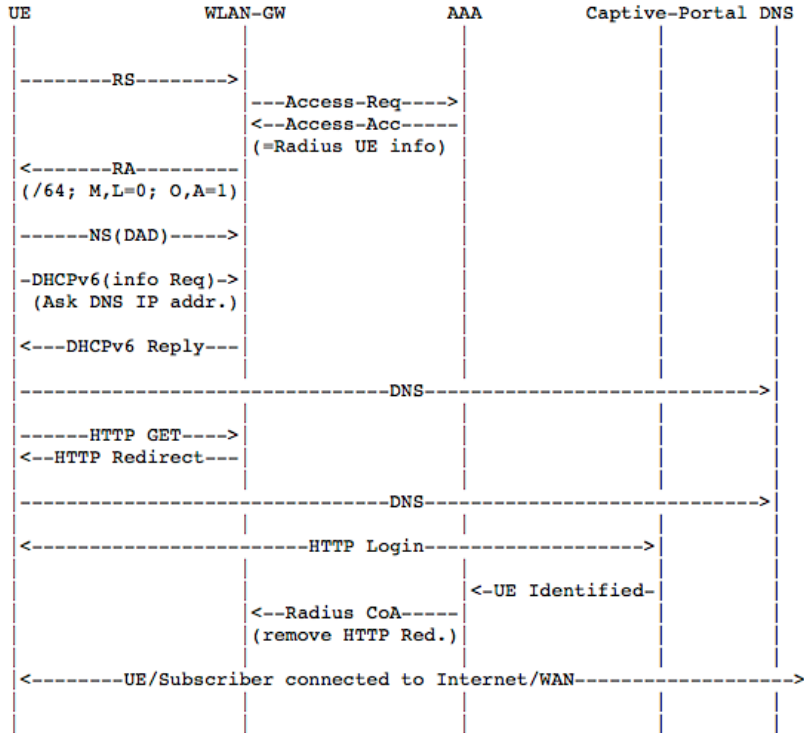 UE WLAN-GW AAA Captive-Portal DNS
--------RS-------->
---Access-Req---->
<--Access-Acc-----
(=Radius UE info)
<------RA---------
(/64; M,L=0; O,A=1)
------NS(DAD)----->
-DHCPv6(info Req)->
(Ask DNS IP addr.)
<---DHCPv6 Reply---
--------------------------------DNS----------------------------->
------HTTP GET---->
<--HTTP Redirect---
--------------------------------DNS----------------------------->
<------------------------HTTP Login------------------->
<-UE Identified-
<--Radius CoA-----
(remove HTTP Red.)
<--------UE/Subscriber connected to Internet/WAN------------------->